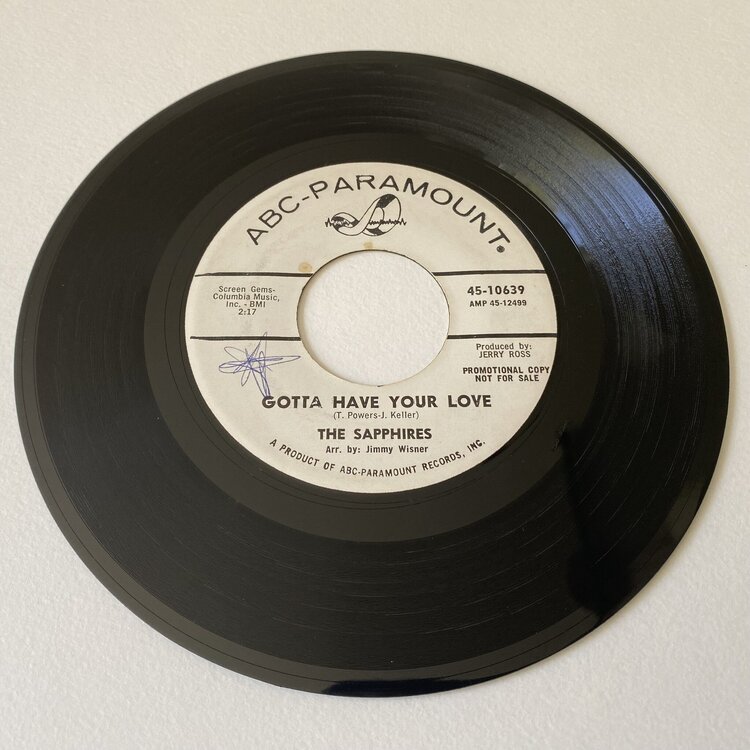 ABC-PARAMOUNT®
Screen Gems-
Columbia Music,
Inc. - BMI
2:17
45-10639
AMP 45-12499
Produced by:
JERRY ROSS
PROMOTIONAL COPY
NOT FOR SALE
GOTTA HAVE YOUR LOVE
(T. Powers-J. Keller)
THE SAPPHIRES
Arr. by: Jimmy Wisner
A PRODUCT OF ABC-PARAMOUNT RECORDS, INC.